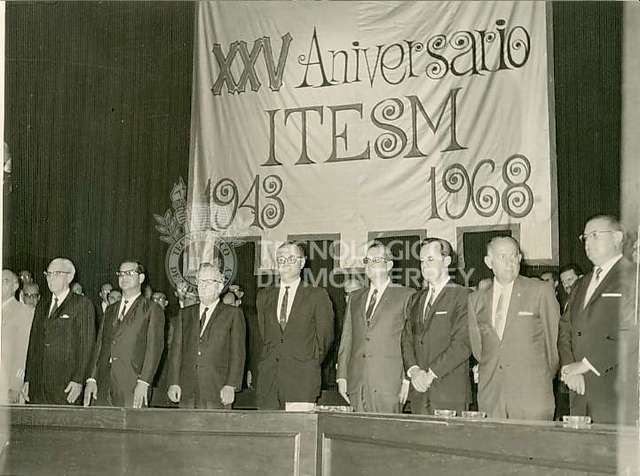 XXV Aniversario
ITESM
1943 1968
TECNOLÓGICO
DE MONTERREY